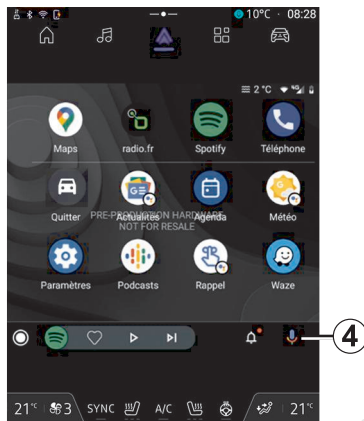 10°C · 08:28
2 °C 4G
Maps radio.fr Spotify Téléphone
Quitter Actualités Agenda Météo
PRE-PRODUCTION HARDWARE
NOT FOR RESALE
Paramètres Podcasts Rappel Waze
4
21°C 3 SYNC A/C 21°C